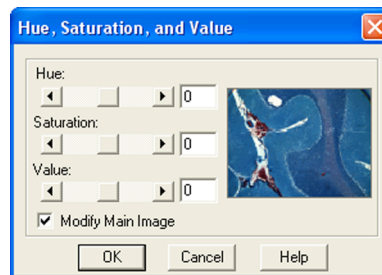 Hue, Saturation, and Value
Hue:
0
Saturation:
0
Value:
0
Modify Main Image
OK Cancel Help